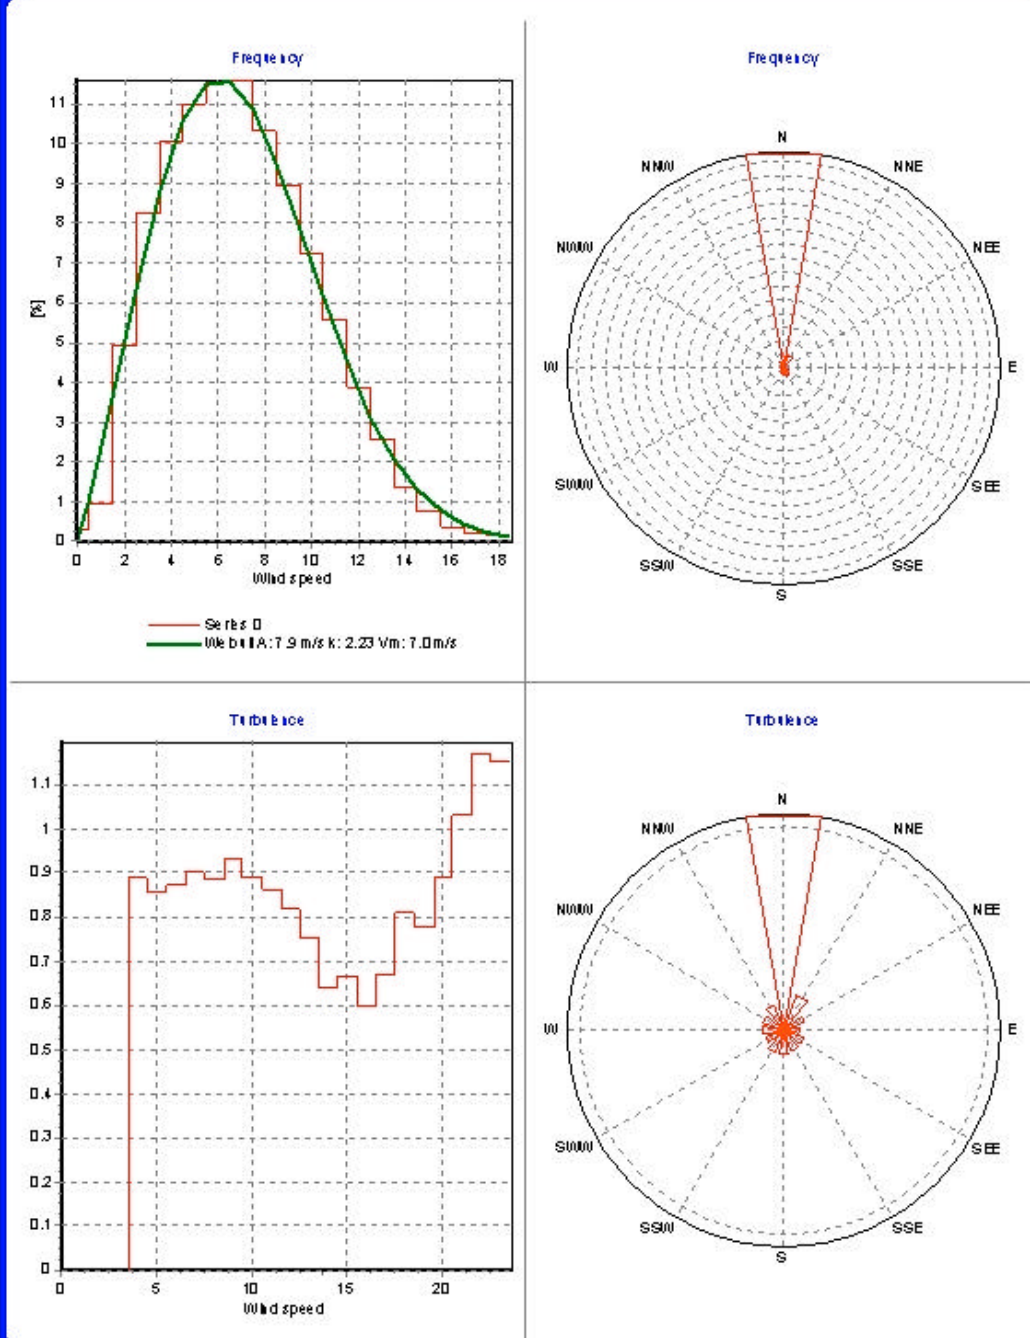 Frequency
11
10
9
8
7
6
5
4
3
2
1
0
[%]
0 2 4 6 8 10 12 14 16 18
Wind speed
Series 0
Weibull A: 7.9 m/s k: 2.23 Vm: 7.0 m/s
Frequency
N
NNW NNE
NWW NEE
W E
SWW SEE
SSW SSE
S
Turbulence
1.1
1
0.9
0.8
0.7
0.6
0.5
0.4
0.3
0.2
0.1
0
0 5 10 15 20
Wind speed
Turbulence
N
NNW NNE
NWW NEE
W E
SWW SEE
SSW SSE
S